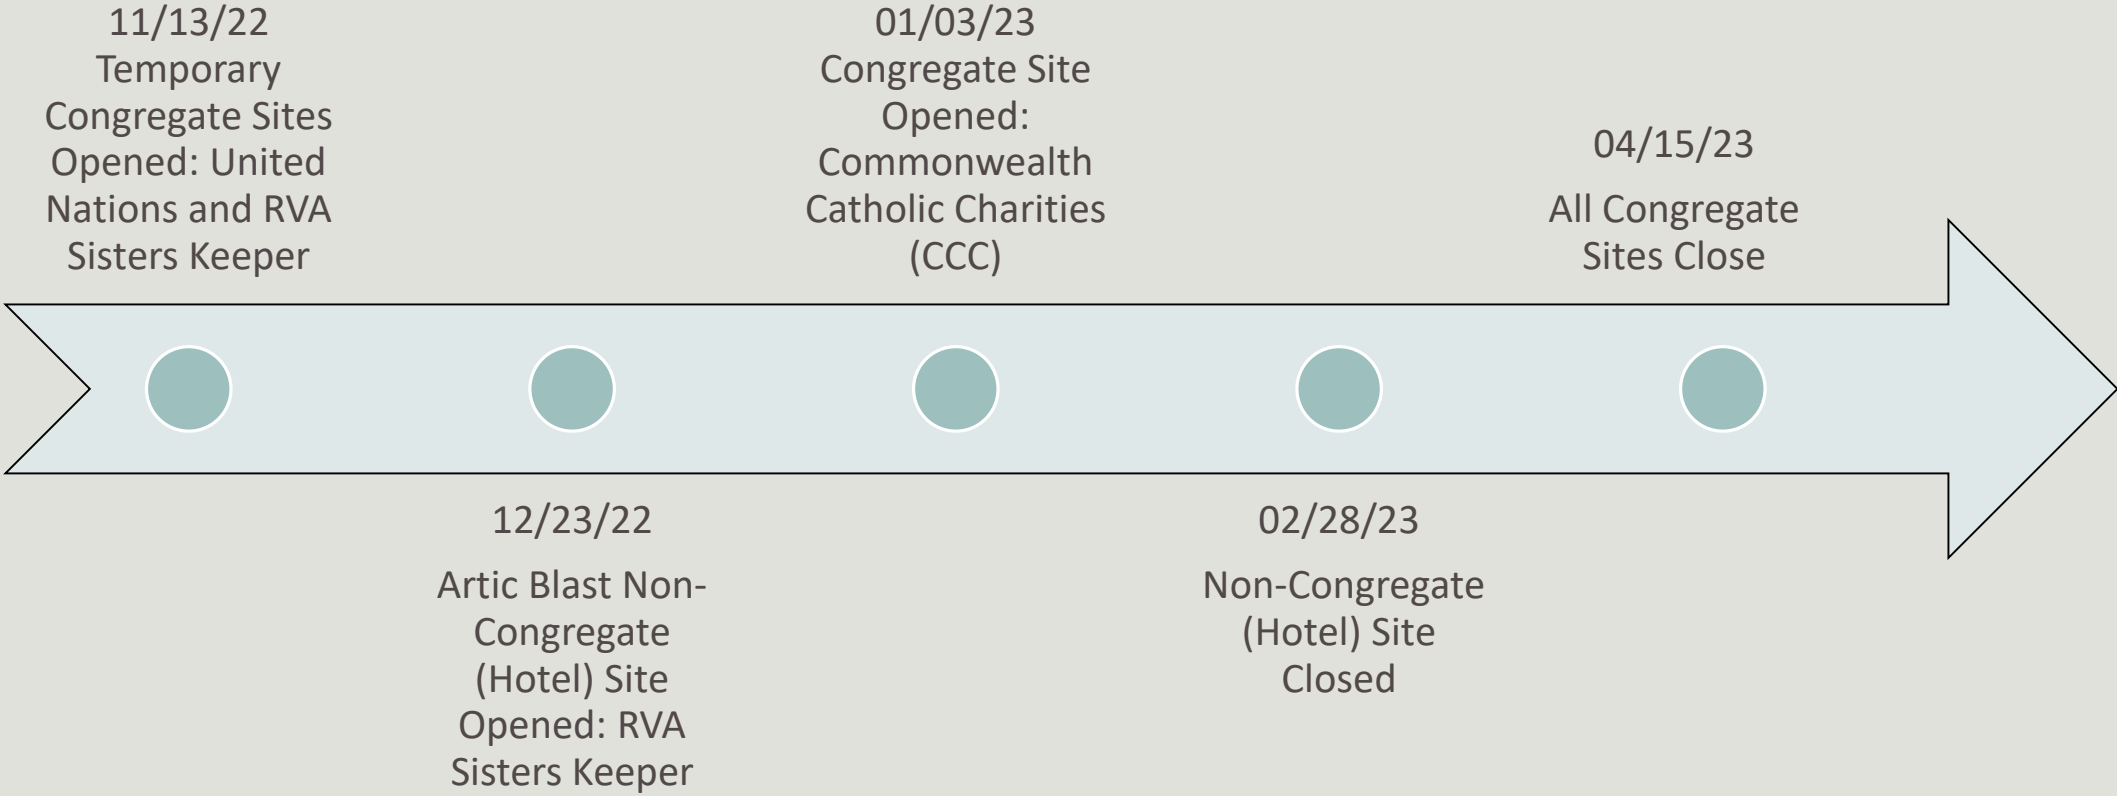 11/13/22
Temporary
Congregate Sites
Opened: United
Nations and RVA
Sisters Keeper
12/23/22
Artic Blast Non-
Congregate
(Hotel) Site
Opened: RVA
Sisters Keeper
01/03/23
Congregate Site
Opened:
Commonwealth
Catholic Charities
(CCC)
02/28/23
Non-Congregate
(Hotel) Site
Closed
04/15/23
All Congregate
Sites Close